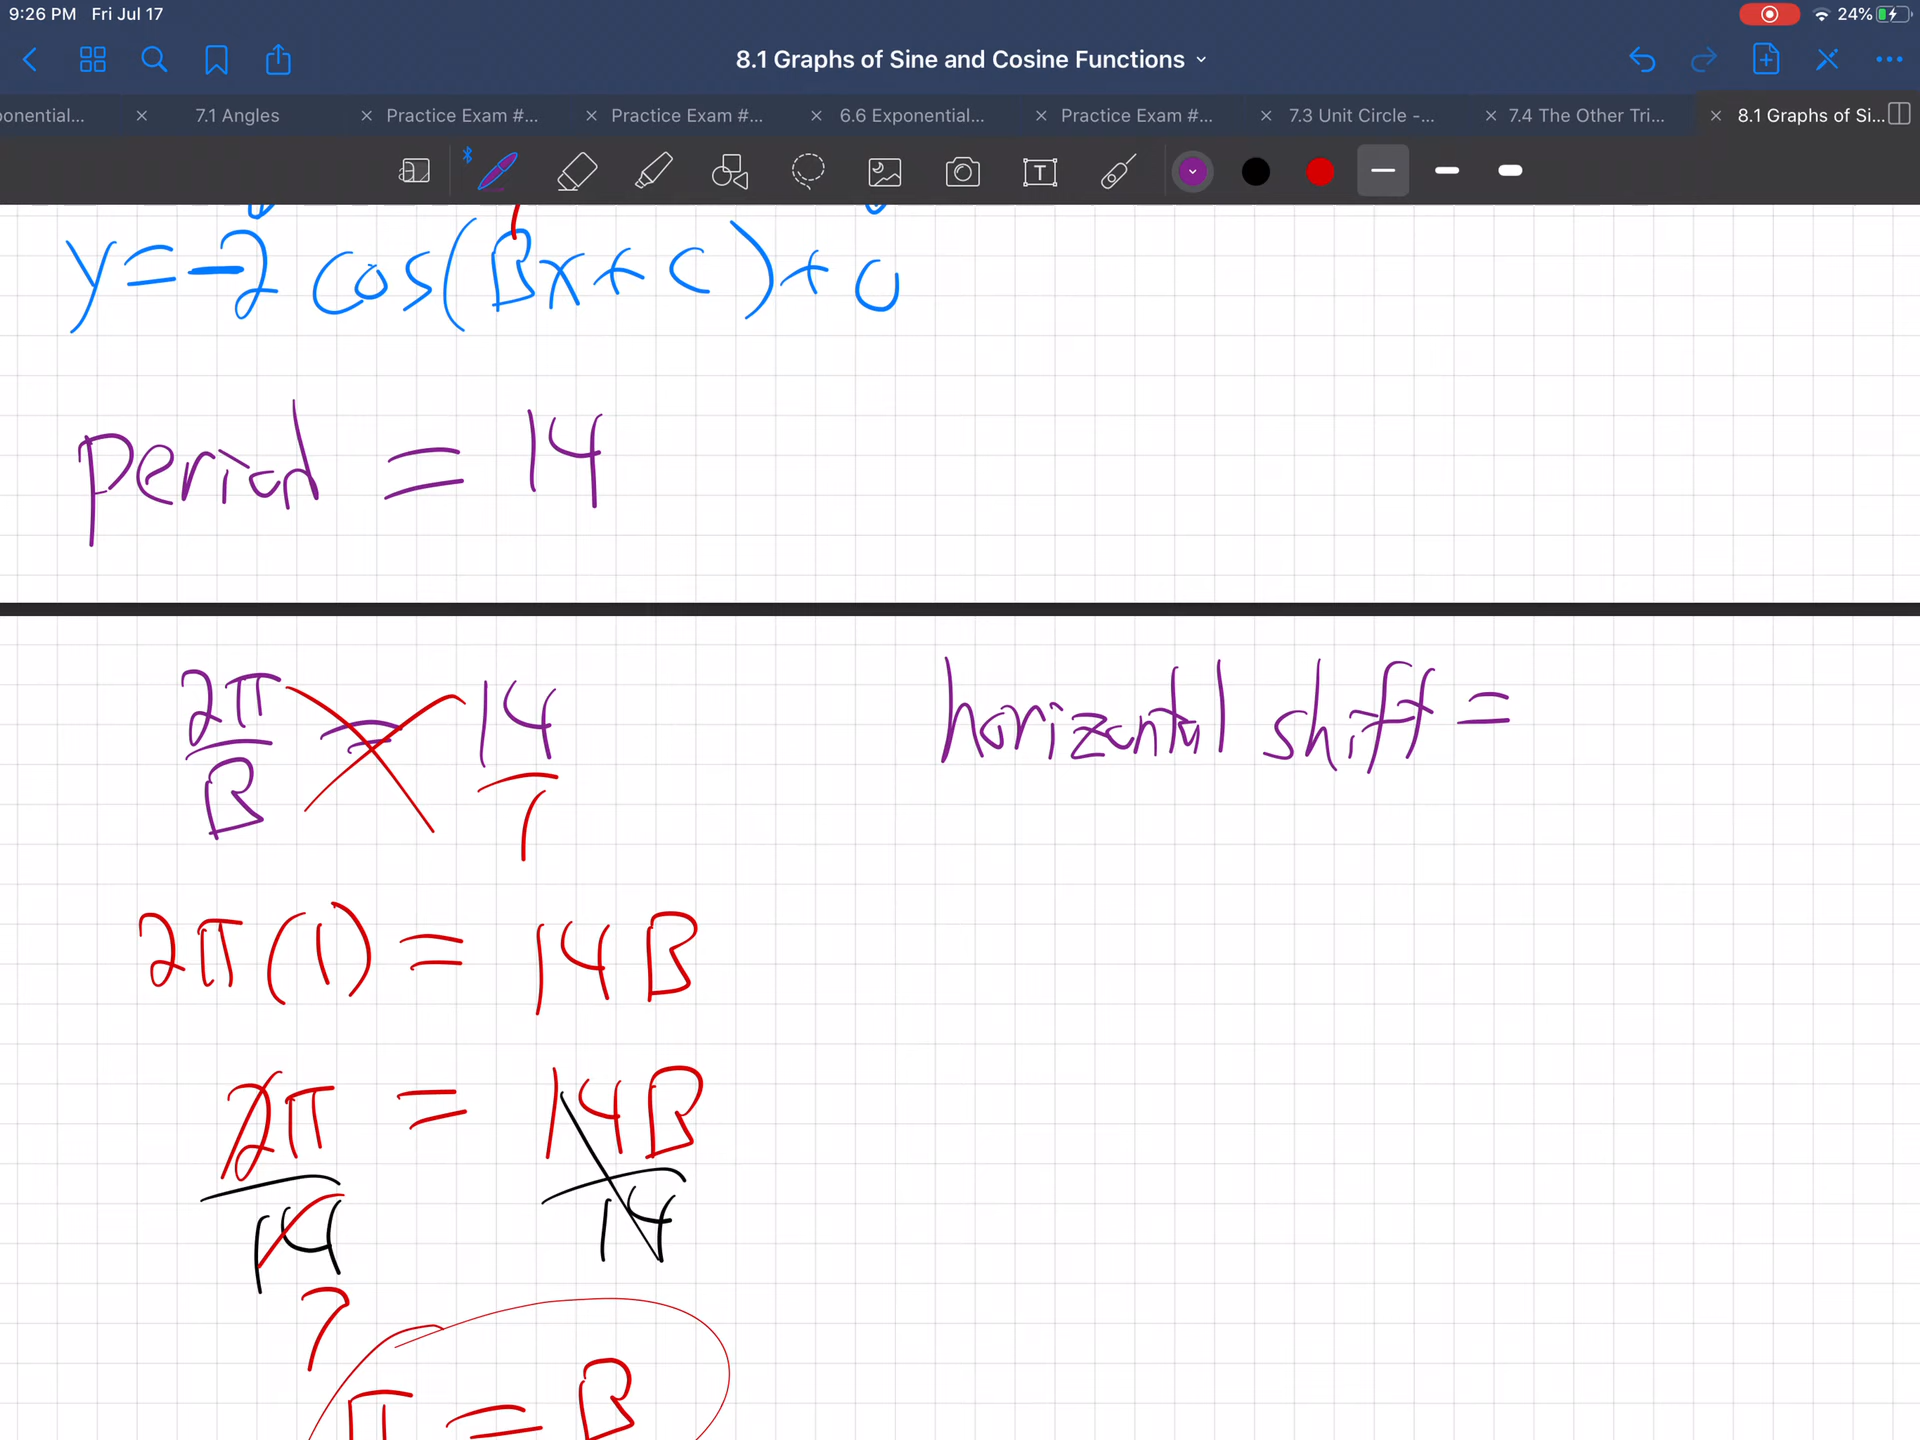 9:26 PM Fri Jul 17 24%
8.1 Graphs of Sine and Cosine Functions
onential... 7.1 Angles Practice Exam #... Practice Exam #... 6.6 Exponential... Practice Exam #... 7.3 Unit Circle -... 7.4 The Other Tri... 8.1 Graphs of Si...
y = -2 cos(Bx + C) + 0
period = 14
2π/B = 14/1
horizontal shift =
2π(1) = 14B
2π/14 = 14B/14
7
π = B